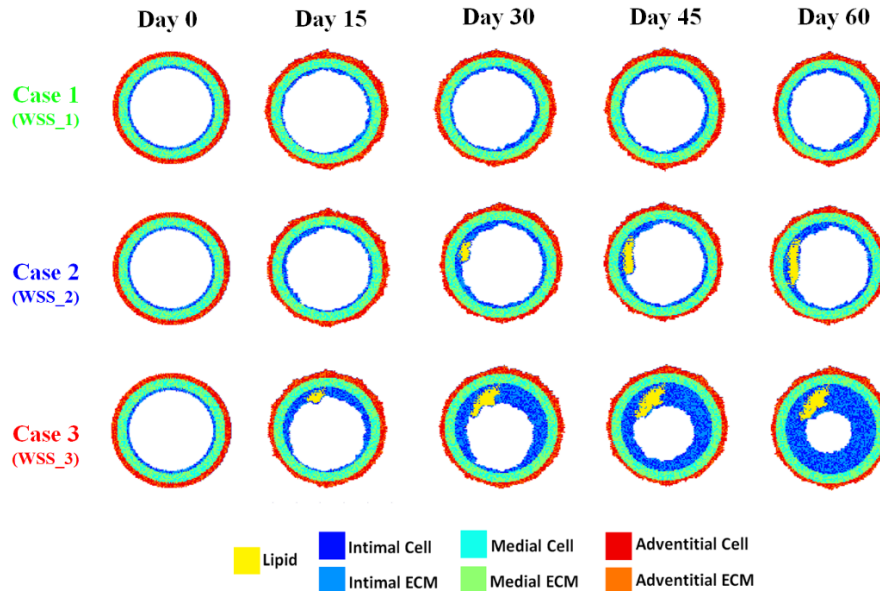 Day 0 Day 15 Day 30 Day 45 Day 60
Case 1
(WSS_1)
Case 2
(WSS_2)
Case 3
(WSS_3)
Lipid Intimal Cell Medial Cell Adventitial Cell
Intimal ECM Medial ECM Adventitial ECM